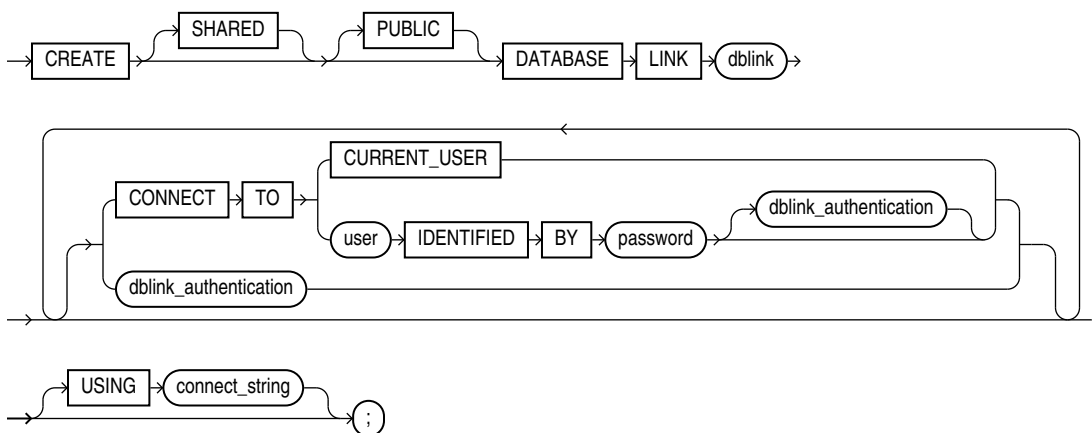 SHARED PUBLIC
CREATE DATABASE LINK dblink
CURRENT_USER
CONNECT TO dblink_authentication
user IDENTIFIED BY password
dblink_authentication
USING connect_string
;